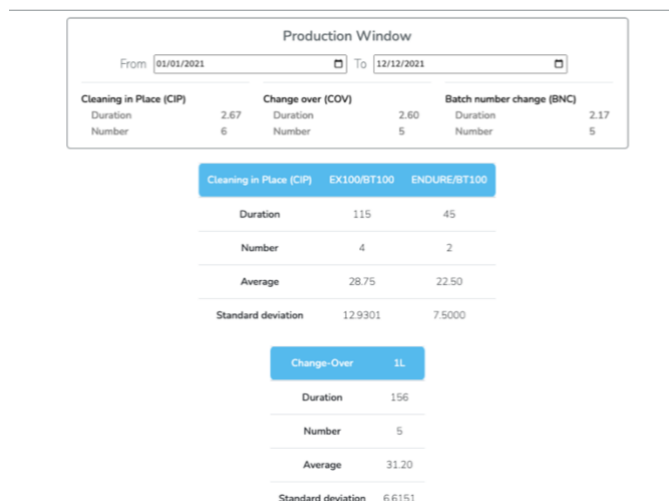 Production Window
From 01/01/2021 To 12/12/2021
Cleaning in Place (CIP) Change over (COV) Batch number change (BNC)
Duration 2.67 Duration 2.60 Duration 2.17
Number 6 Number 5 Number 5
Cleaning in Place (CIP) EX100/BT100 ENDURE/BT100
Duration 115 45
Number 4 2
Average 28.75 22.50
Standard deviation 12.9301 7.5000
Change-Over 1L
Duration 156
Number 5
Average 31.20
Standard deviation 6.6151